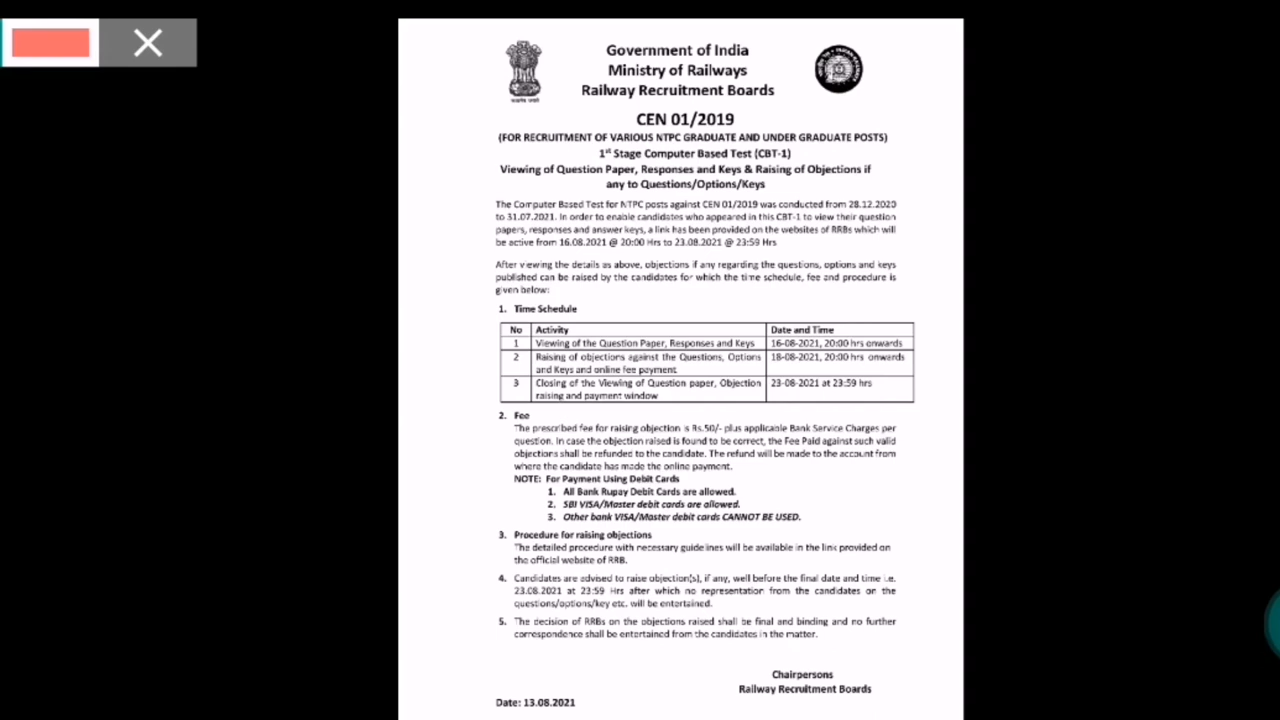 Government of India
Ministry of Railways
Railway Recruitment Boards
CEN 01/2019
(FOR RECRUITMENT OF VARIOUS NTPC GRADUATE AND UNDER GRADUATE POSTS)
1st Stage Computer Based Test (CBT-1)
Viewing of Question Paper, Responses and Keys & Raising of Objections if
any to Questions/Options/Keys
The Computer Based Test for NTPC posts against CEN 01/2019 was conducted from 28.12.2020
to 31.07.2021. In order to enable candidates who appeared in this CBT-1 to view their question
papers, responses and answer keys, a link has been provided on the websites of RRBs which will
be active from 16.08.2021 @ 20:00 Hrs to 23.08.2021 @ 23:59 Hrs
After viewing the details as above, objections if any regarding the questions, options and keys
published can be raised by the candidates for which the time schedule, fee and procedure is
given below:
1. Time Schedule
No Activity Date and Time
1 Viewing of the Question Paper, Responses and Keys 16-08-2021, 20:00 hrs onwards
2 Raising of objections against the Questions, Options 18-08-2021, 20:00 hrs onwards
and Keys and online fee payment
3 Closing of the Viewing of Question paper, Objection 23-08-2021 at 23:59 hrs
raising and payment window
2. Fee
The prescribed fee for raising objection is Rs.50/- plus applicable Bank Service Charges per
question. In case the objection raised is found to be correct, the Fee Paid against such valid
objections shall be refunded to the candidate. The refund will be made to the account from
where the candidate has made the online payment.
NOTE: For Payment Using Debit Cards
1. All Bank Rupay Debit Cards are allowed.
2. SBI VISA/Master debit cards are allowed.
3. Other bank VISA/Master debit cards CANNOT BE USED.
3. Procedure for raising objections
The detailed procedure with necessary guidelines will be available in the link provided on
the official website of RRB.
4. Candidates are advised to raise objection(s), if any, well before the final date and time i.e.
23.08.2021 at 23:59 Hrs after which no representation from the candidates on the
questions/options/key etc. will be entertained.
5. The decision of RRBs on the objections raised shall be final and binding and no further
correspondence shall be entertained from the candidates in the matter.
Chairpersons
Railway Recruitment Boards
Date: 13.08.2021